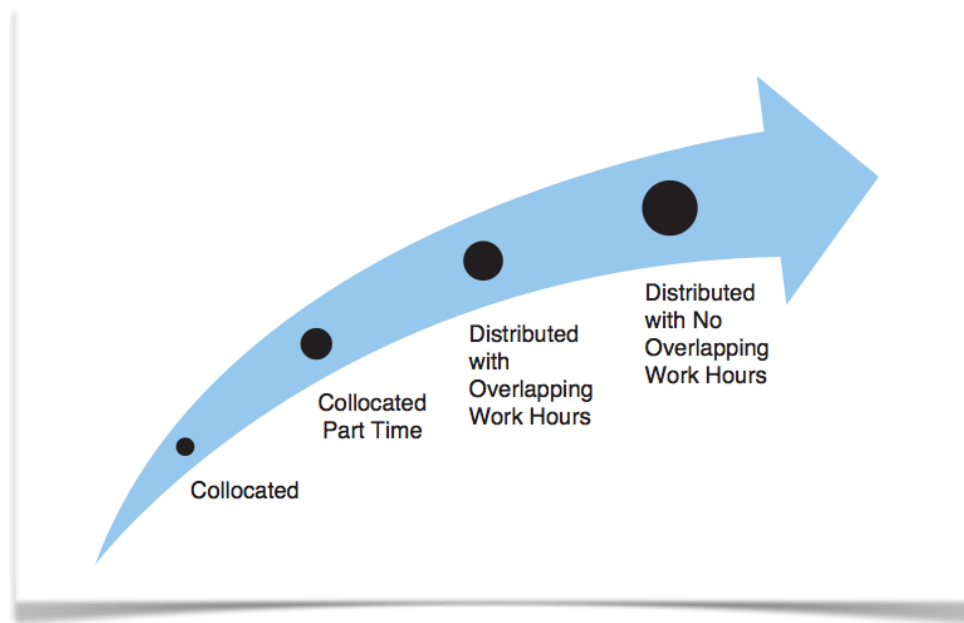 Collocated
Collocated
Part Time
Distributed
with
Overlapping
Work Hours
Distributed
with No
Overlapping
Work Hours